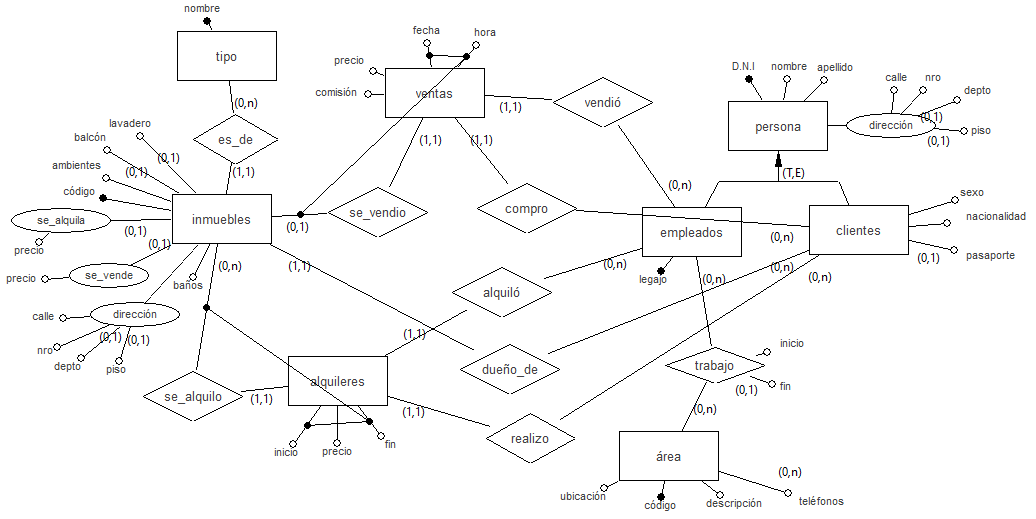 nombre
tipo
(0,n)
es_de
(1,1)
lavadero
(0,1)
balcón
(0,1)
ambientes
código
inmuebles
se_alquila
(0,1)
precio
(0,1)
se_vende
precio
baños
(0,n)
dirección
calle
nro
(0,1)
depto
(0,1)
piso
fecha
hora
precio
comisión
ventas
(1,1)
vendió
(1,1)
(1,1)
(0,n)
(0,1)
se_vendio
compro
(0,n)
D.N.I
nombre
apellido
persona
calle
nro
depto
(0,1)
dirección
piso
(0,1)
(T,E)
empleados
clientes
sexo
nacionalidad
pasaporte
(0,1)
legajo
(0,n)
(0,n)
(0,n)
(0,n)
(1,1)
alquiló
(1,1)
dueño_de
trabajo
inicio
fin
(0,1)
(0,n)
se_alquilo
(1,1)
alquileres
(1,1)
inicio
precio
fin
realizo
área
ubicación
código
descripción
(0,n)
teléfonos